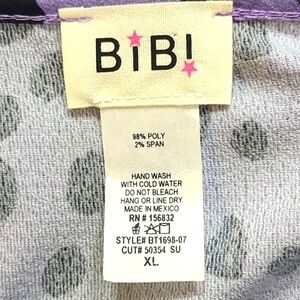 BiB!
98% POLY
2% SPAN
HAND WASH
WITH COLD WATER
DO NOT BLEACH
HANG OR LINE DRY
MADE IN MEXICO
RN # 156832
STYLE# BT1698-07
CUT# 50354 SU
XL